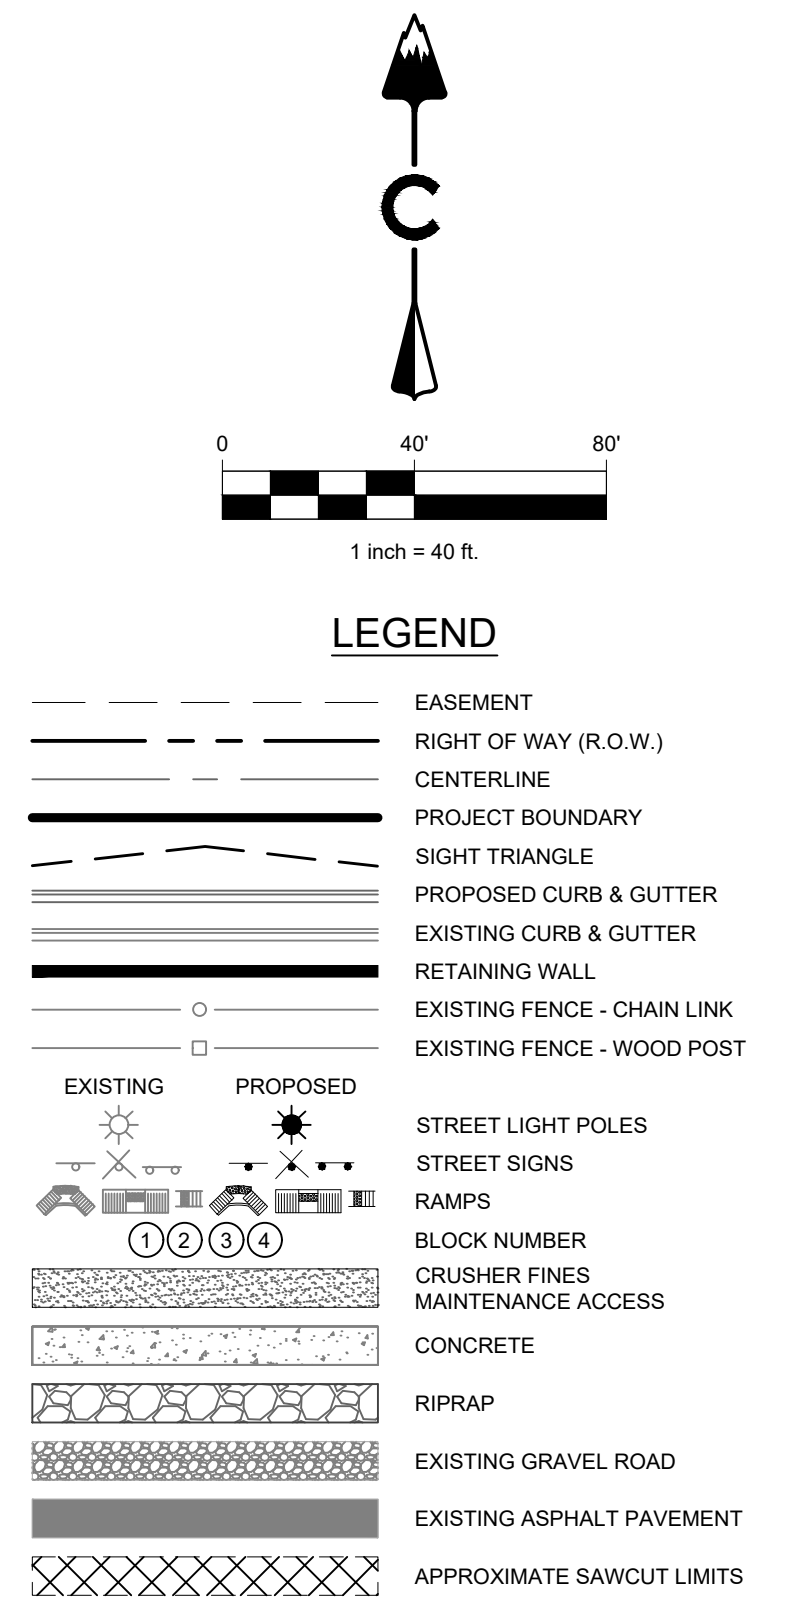 C
0 40' 80'
1 inch = 40 ft.
LEGEND
EASEMENT
RIGHT OF WAY (R.O.W.)
CENTERLINE
PROJECT BOUNDARY
SIGHT TRIANGLE
PROPOSED CURB & GUTTER
EXISTING CURB & GUTTER
RETAINING WALL
EXISTING FENCE - CHAIN LINK
EXISTING FENCE - WOOD POST
EXISTING PROPOSED
STREET LIGHT POLES
STREET SIGNS
RAMPS
1 2 3 4 BLOCK NUMBER
CRUSHER FINES
MAINTENANCE ACCESS
CONCRETE
RIPRAP
EXISTING GRAVEL ROAD
EXISTING ASPHALT PAVEMENT
APPROXIMATE SAWCUT LIMITS